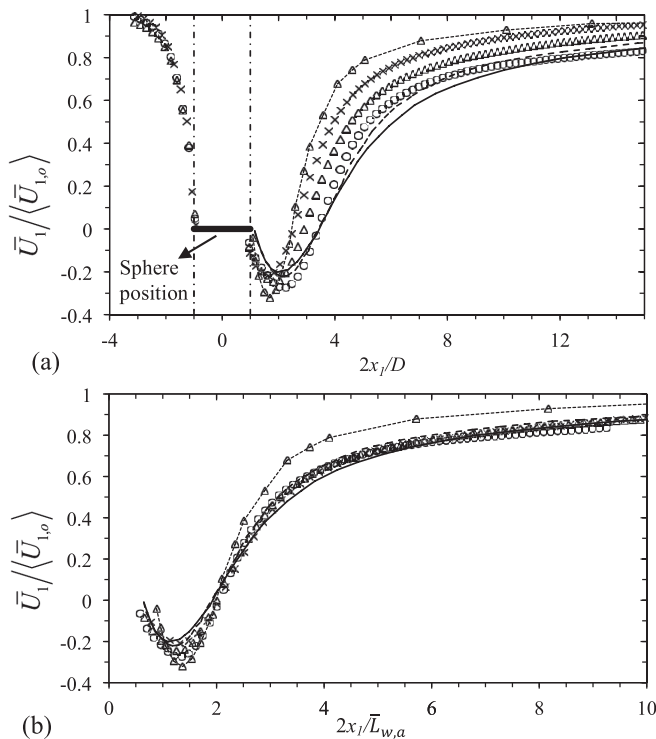 1
0.8
0.6
0.4
0.2
0
-0.2
-0.4
Ū₁/⟨Ū₁,ₒ⟩
Sphere
position
-4 0 4 8 12
2x₁/D
(a)
1
0.8
0.6
0.4
0.2
0
-0.2
-0.4
Ū₁/⟨Ū₁,ₒ⟩
0 2 4 6 8 10
2x₁/L̄w,a
(b)